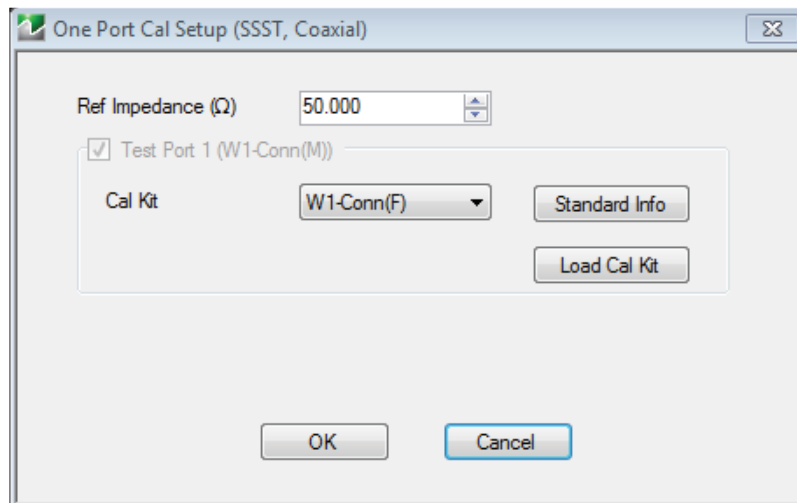 One Port Cal Setup (SSST, Coaxial)
Ref Impedance (Ω) 50.000
Test Port 1 (W1-Conn(M))
Cal Kit W1-Conn(F) Standard Info
Load Cal Kit
OK Cancel